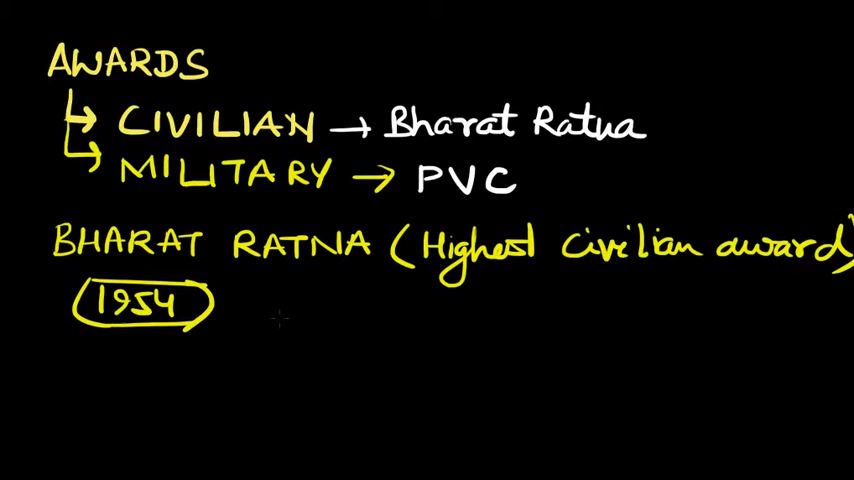 AWARDS
CIVILIAN → Bharat Ratna
MILITARY → PVC
BHARAT RATNA (Highest Civilian award)
1954